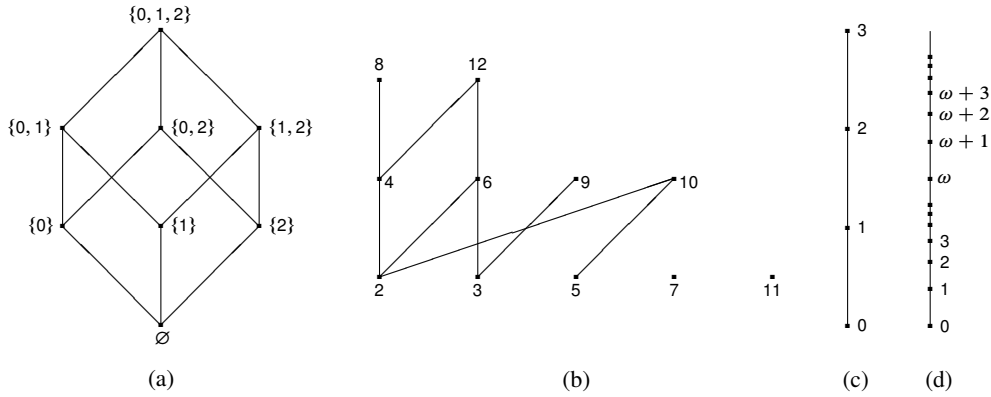 {0, 1, 2}
{0, 1}
{0, 2}
{1, 2}
{0}
{1}
{2}
∅
(a)
8
12
4
6
9
10
2
3
5
7
11
(b)
3
2
1
0
(c)
ω + 3
ω + 2
ω + 1
ω
3
2
1
0
(d)